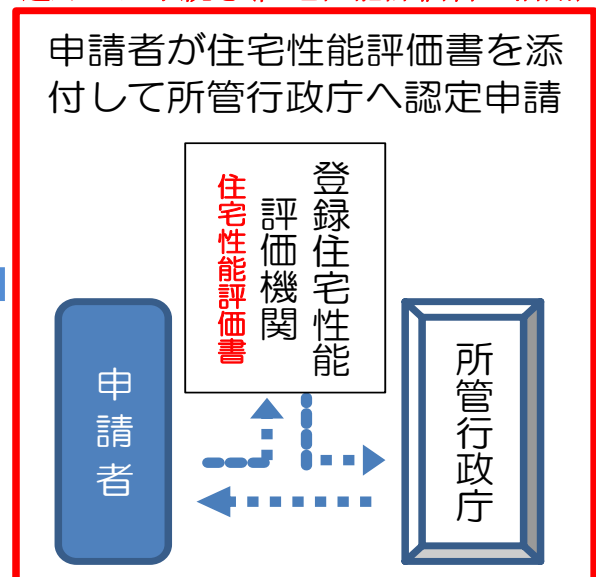 申請者が住宅性能評価書を添
付して所管行政庁へ認定申請
登録住宅性能
評価機関
住宅性能評価書
申請者
所管行政庁